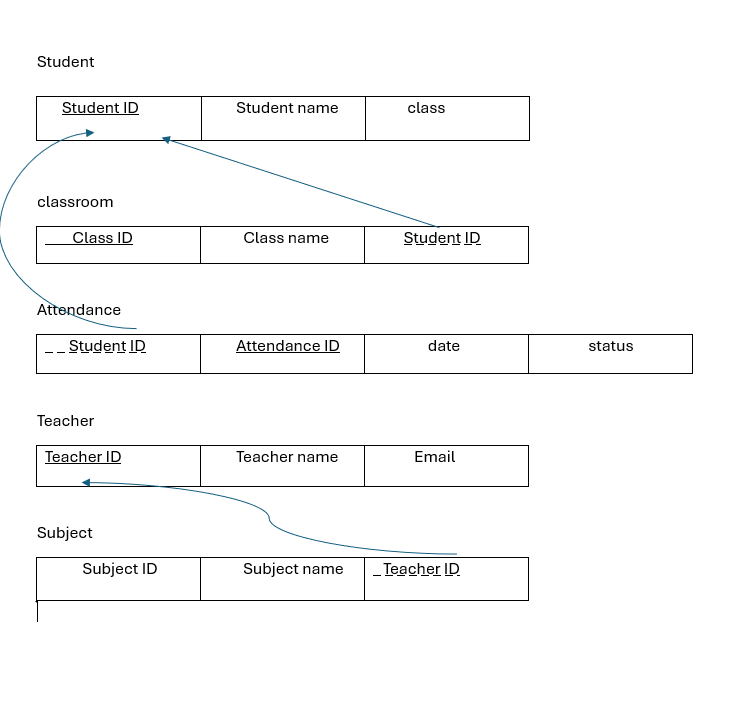 Student
Student ID Student name class
classroom
Class ID Class name Student ID
Attendance
Student ID Attendance ID date status
Teacher
Teacher ID Teacher name Email
Subject
Subject ID Subject name Teacher ID